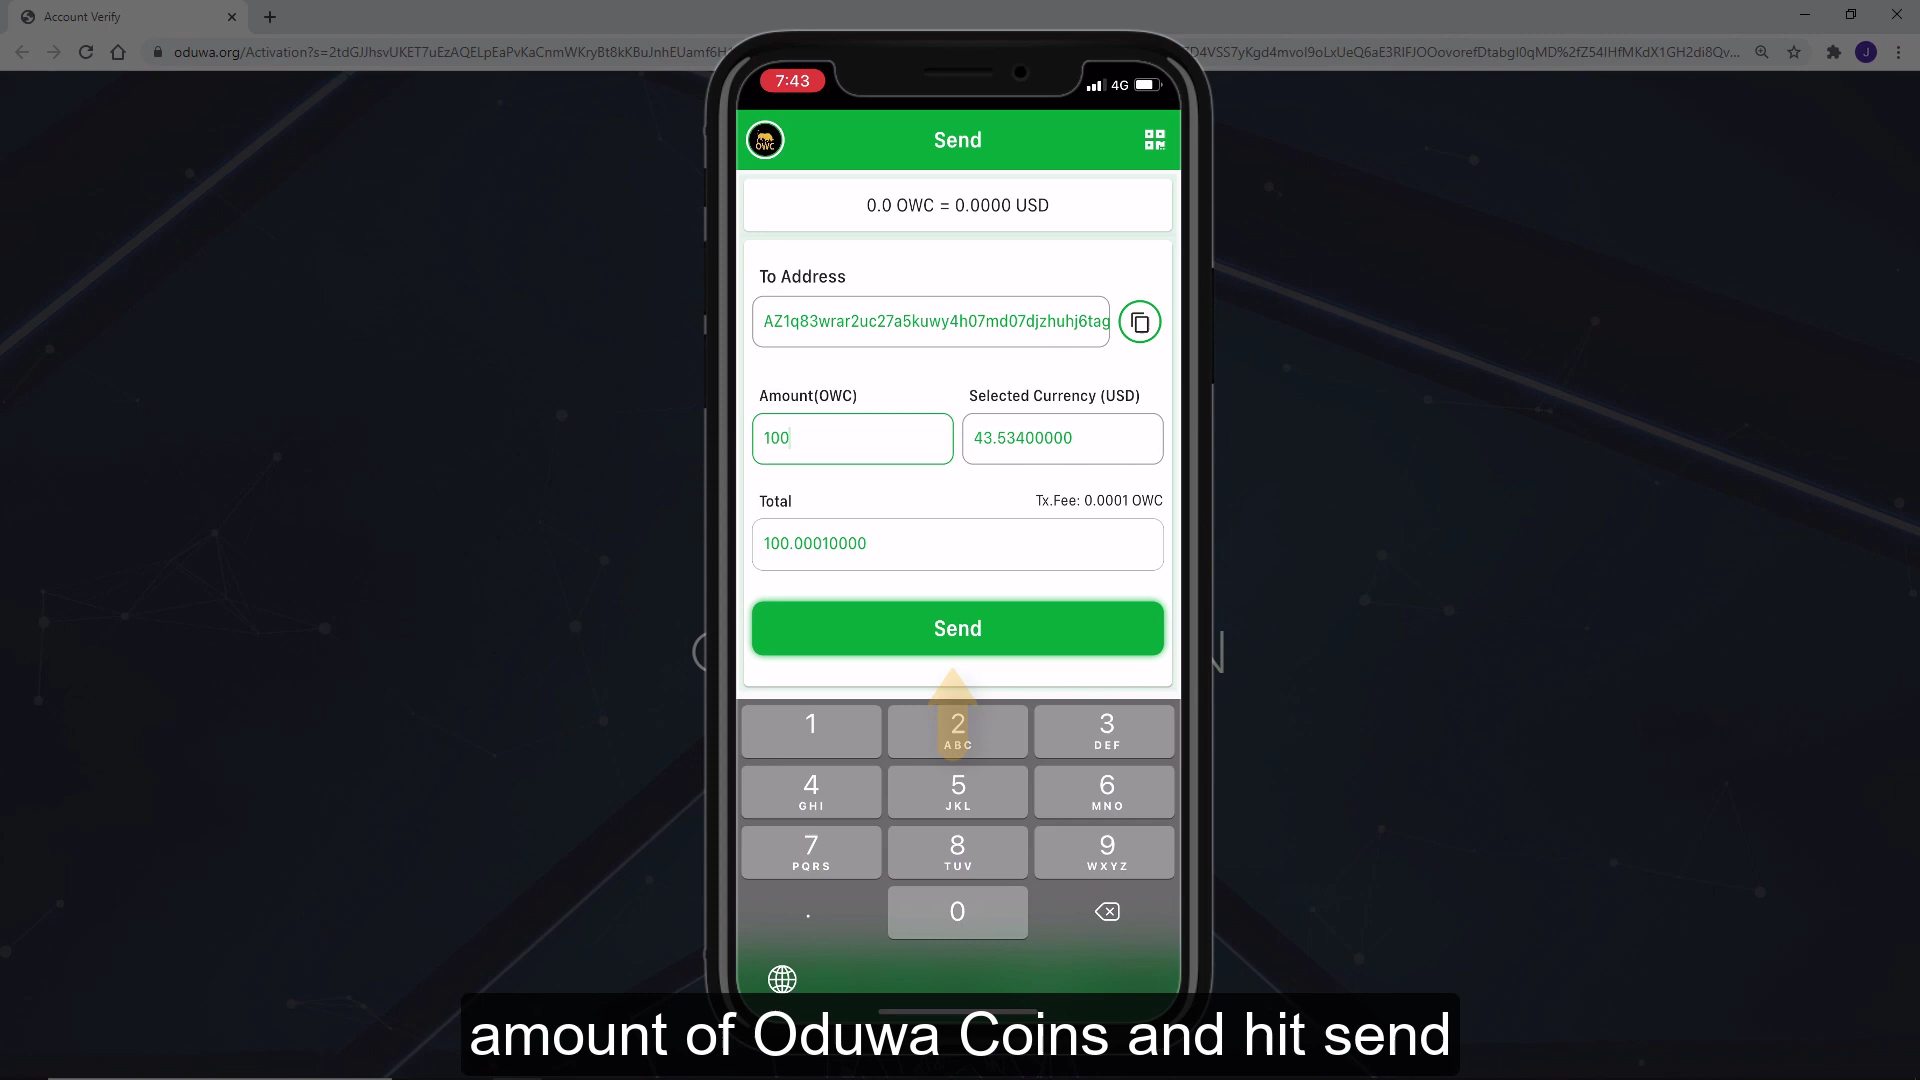 Account Verify
oduwa.org/Activation?s=2tdGJJhsvUKET7uEzAQELpEaPvKaCnmWKryBt8kKBuJnhEUamf6H
D4VSS7yKgd4mvoI9oLxUeQ6aE3RIFJOOovorefDtabgI0qMD%2fZ54IHfMKdX1GH2di8Qv...
J
7:43
4G
OWC
Send
0.0 OWC = 0.0000 USD
To Address
AZ1q83wrar2uc27a5kuwy4h07md07djzhuhj6tag
Amount(OWC)
Selected Currency (USD)
100
43.53400000
Total
Tx.Fee: 0.0001 OWC
100.00010000
Send
1
2
ABC
3
DEF
4
GHI
5
JKL
6
MNO
7
PQRS
8
TUV
9
WXYZ
.
0
amount of Oduwa Coins and hit send